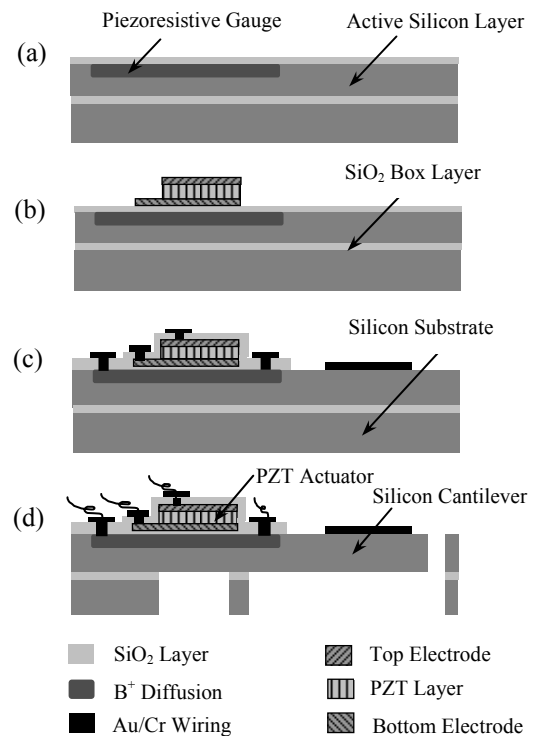 Piezoresistive Gauge
Active Silicon Layer
(a)
SiO₂ Box Layer
(b)
Silicon Substrate
(c)
PZT Actuator
Silicon Cantilever
(d)
SiO₂ Layer
Top Electrode
B⁺ Diffusion
PZT Layer
Au/Cr Wiring
Bottom Electrode